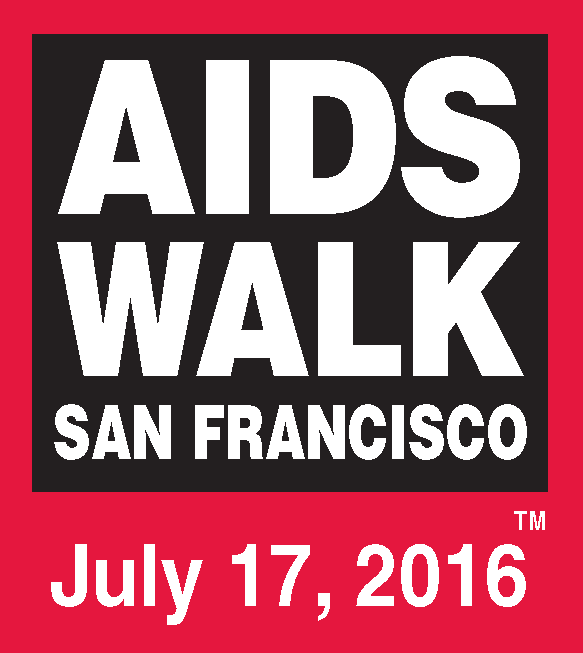 AIDS
WALK
SAN FRANCISCO
TM
July 17, 2016